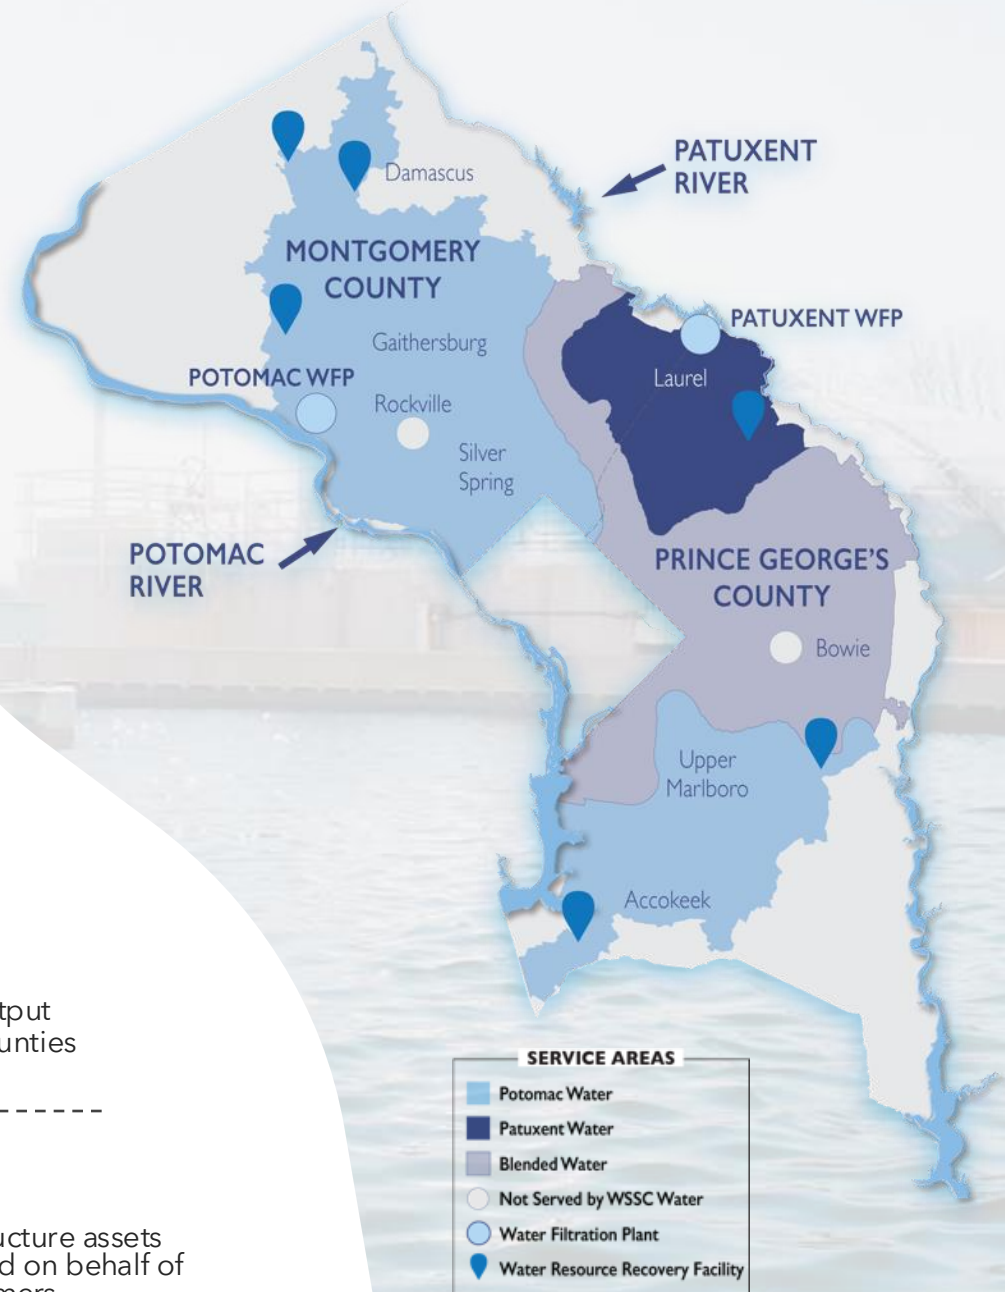 PATUXENT
RIVER
Damascus
MONTGOMERY
COUNTY
PATUXENT WFP
Gaithersburg
POTOMAC WFP
Laurel
Rockville
Silver
Spring
POTOMAC
RIVER
PRINCE GEORGE'S
COUNTY
Bowie
Upper
Marlboro
Accokeek
tput
unties
ucture assets
d on behalf of
mers
SERVICE AREAS
Potomac Water
Patuxent Water
Blended Water
Not Served by WSSC Water
Water Filtration Plant
Water Resource Recovery Facility